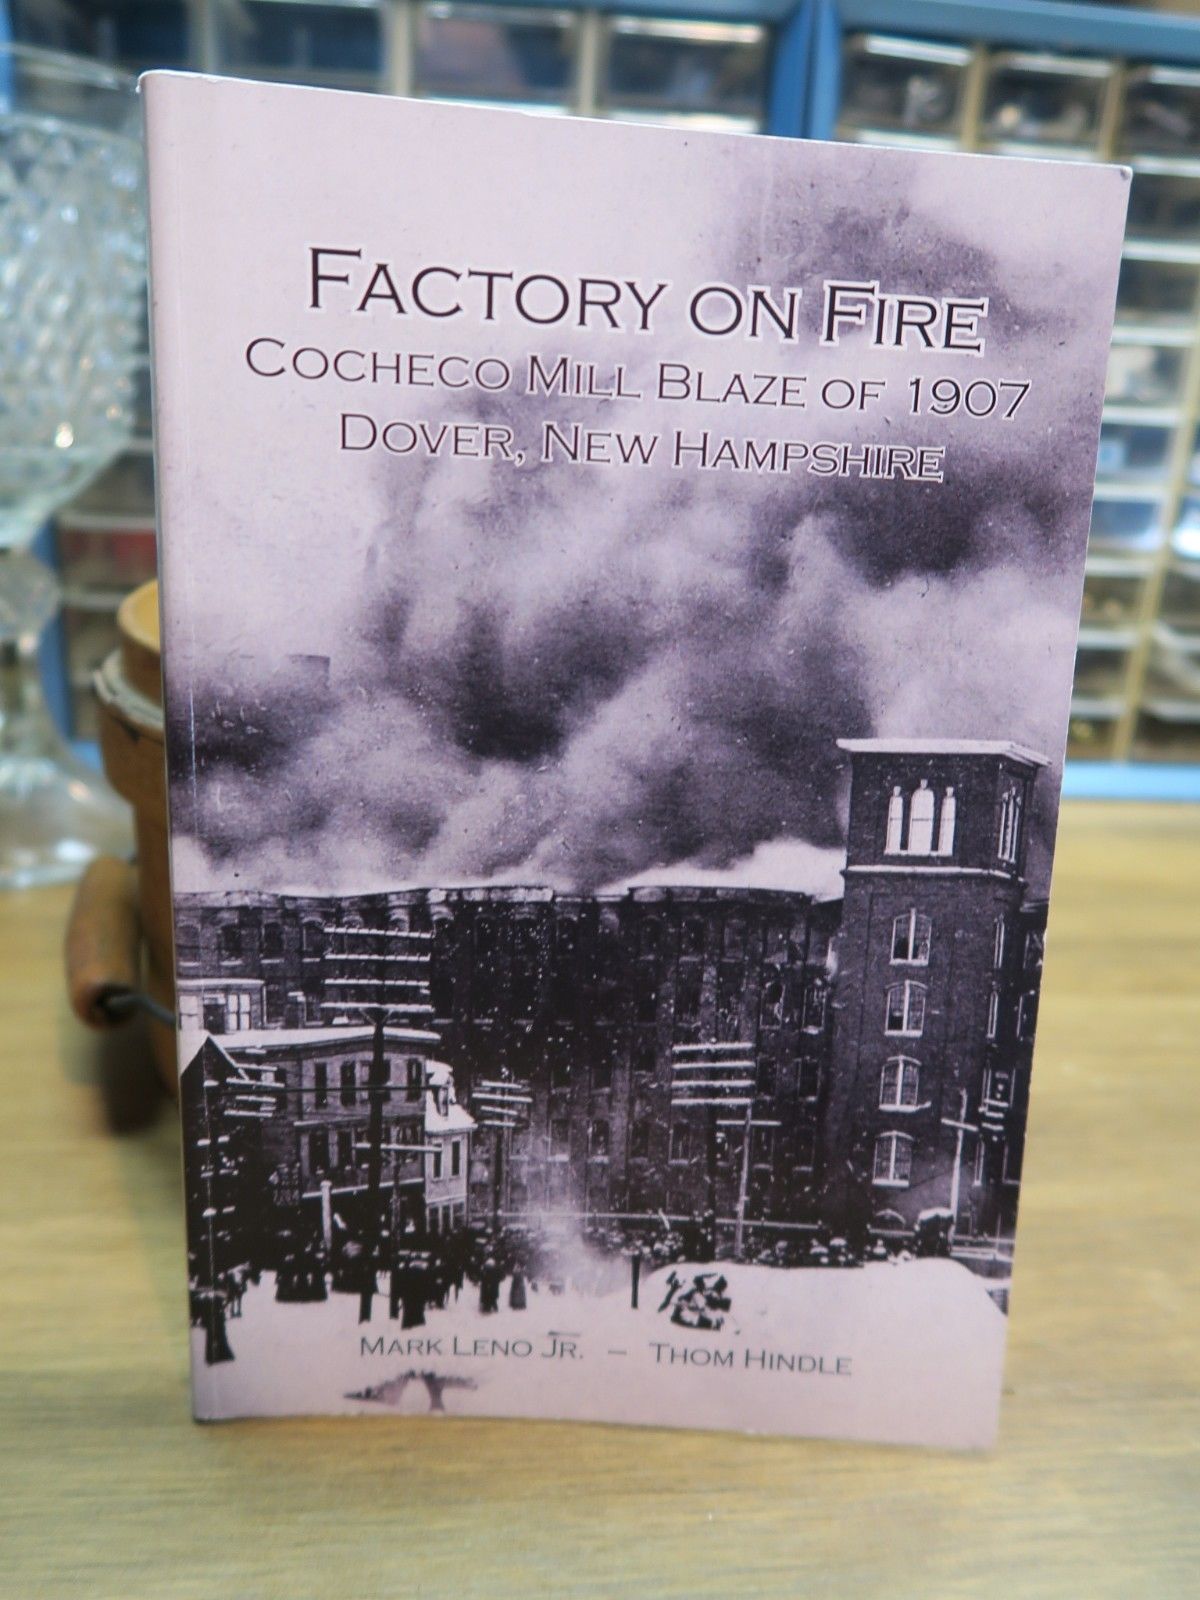 FACTORY ON FIRE
COCHECO MILL BLAZE OF 1907
DOVER, NEW HAMPSHIRE
MARK LENO JR. – THOM HINDLE